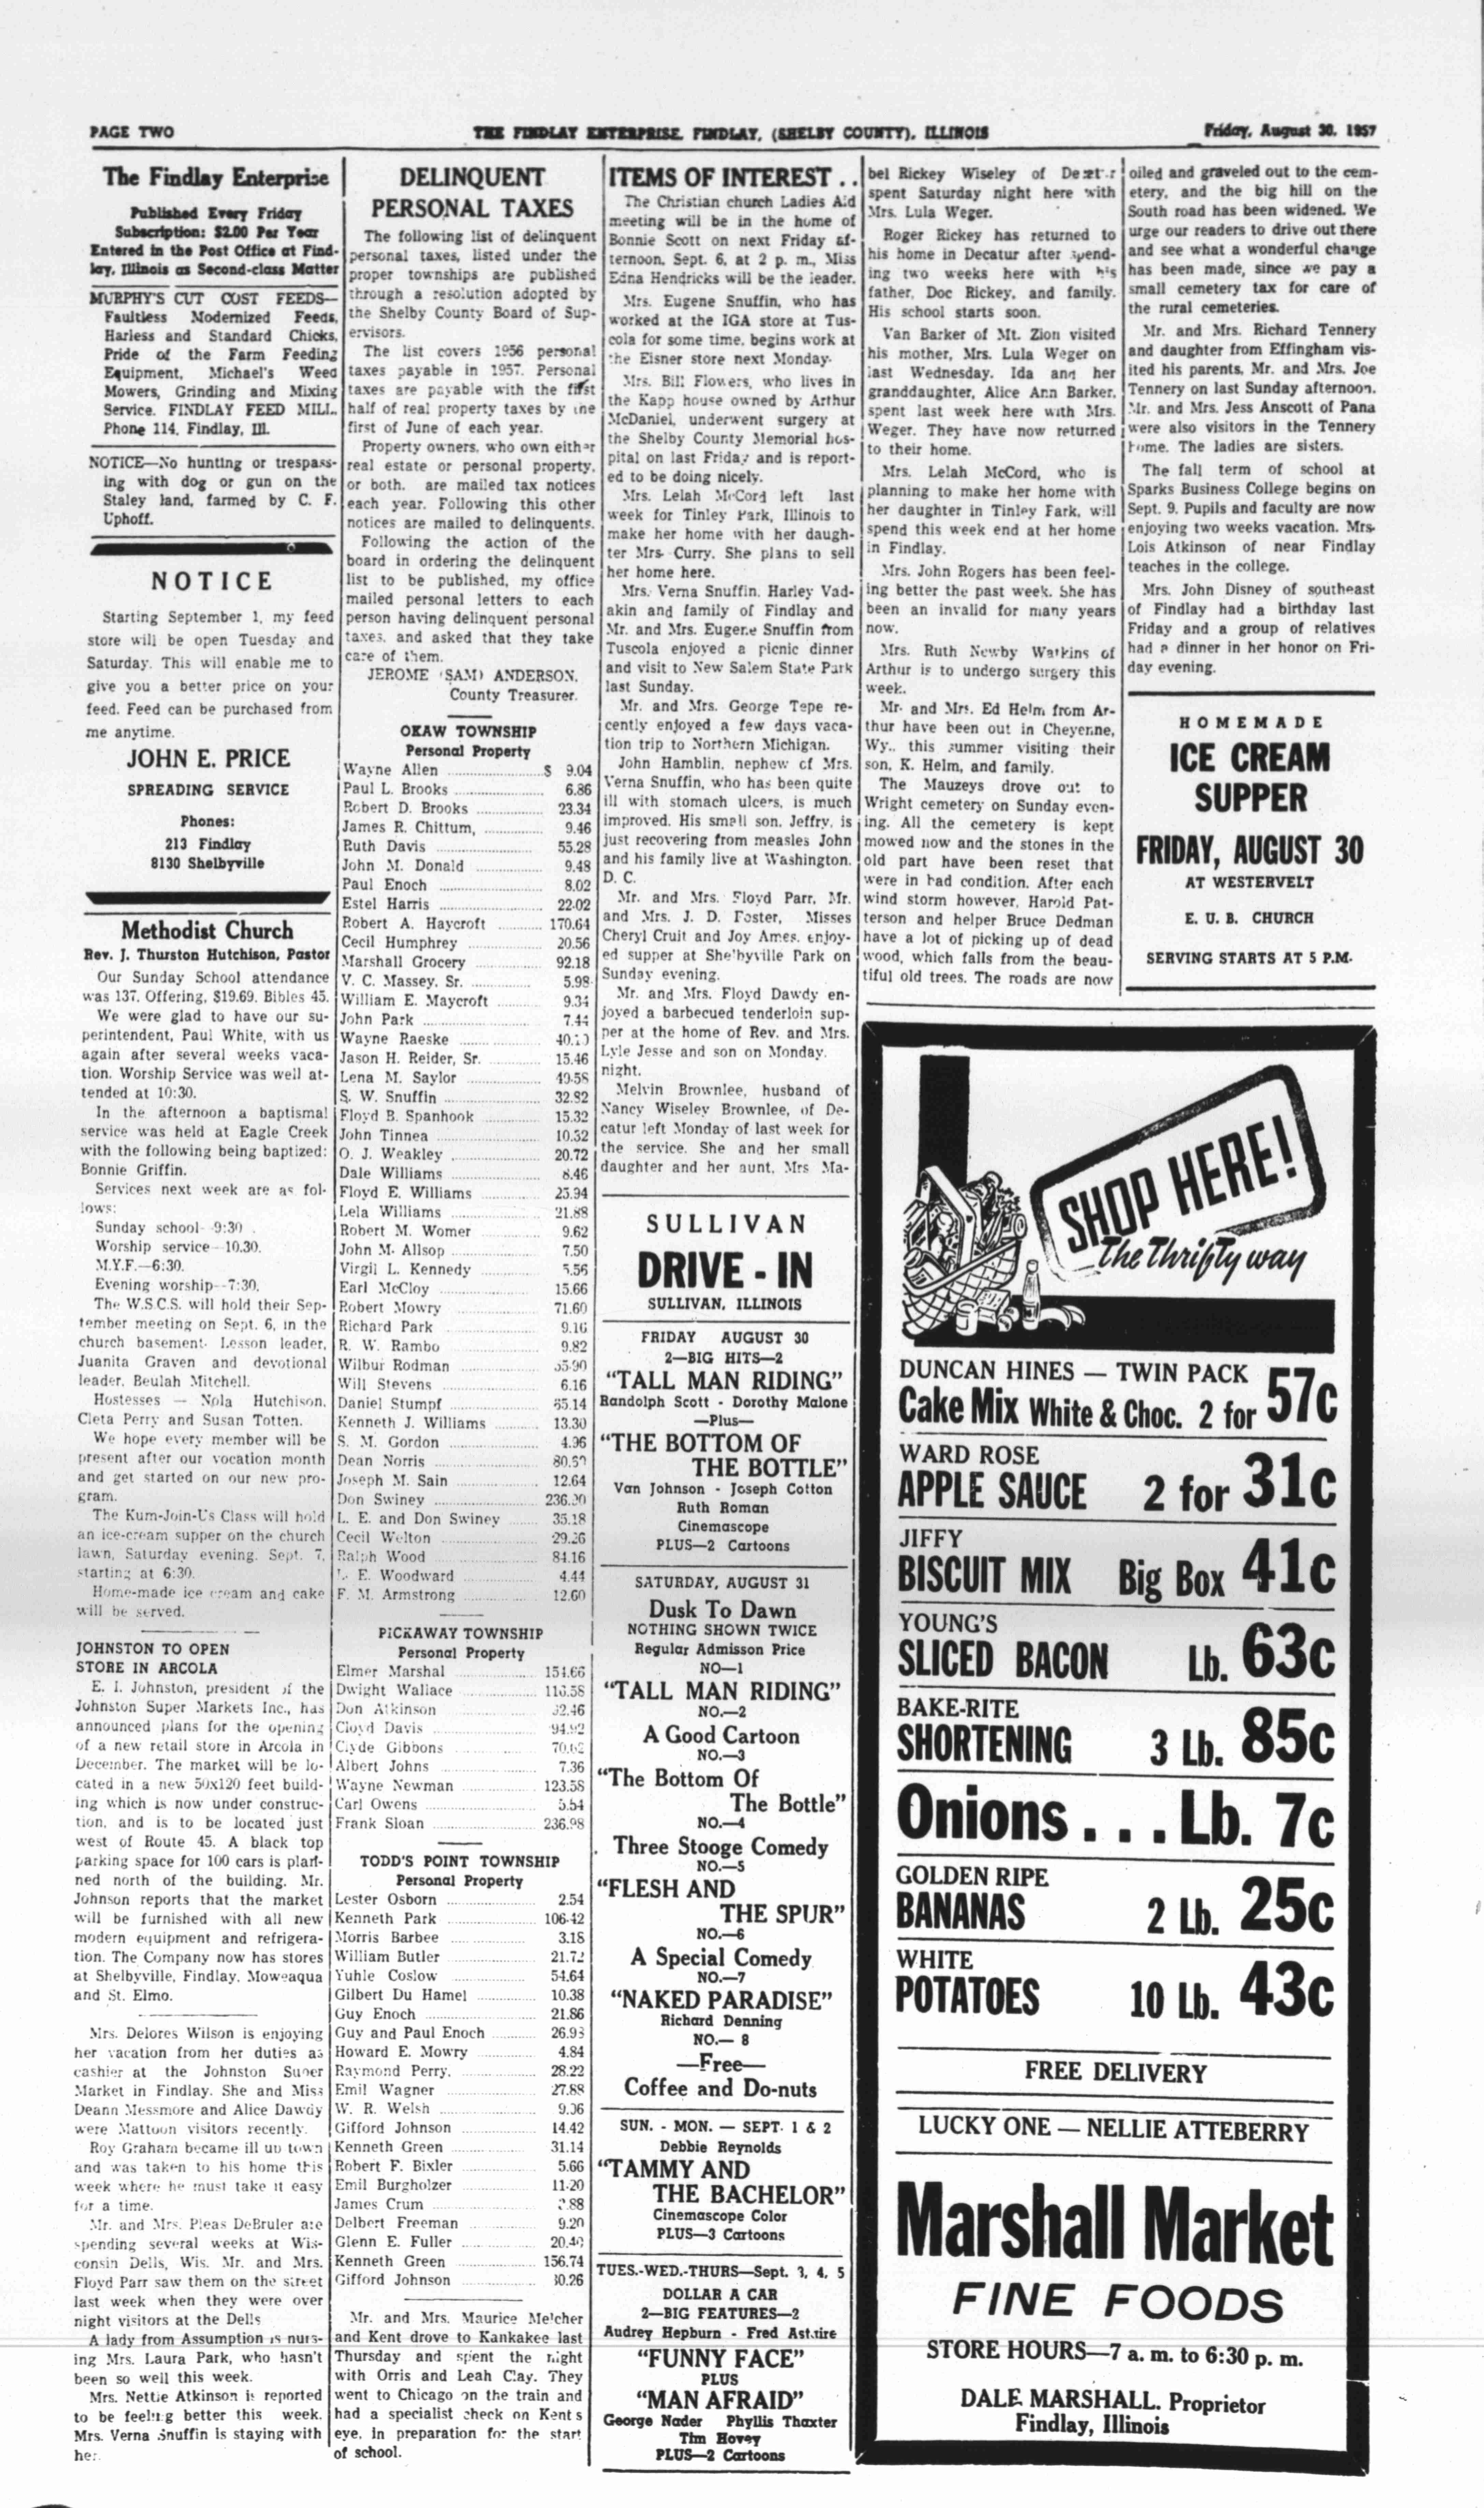 PAGE TWO
THE FINDLAY ENTERPRISE, FINDLAY, (SHELBY COUNTY), ILLINOIS
Friday, August 30, 1957
The Findlay Enterprise
Published Every Friday
Subscription: $2.00 Per Year
Entered in the Post Office at Find-
lay, Illinois as Second-class Matter
MURPHY'S CUT COST FEEDS—
Faultless Modernized Feeds,
Harless and Standard Chicks,
Pride of the Farm Feeding
Equipment, Michael's Weed
Mowers, Grinding and Mixing
Service. FINDLAY FEED MILL.
Phone 114, Findlay, Ill.
NOTICE—No hunting or trespass-
ing with dog or gun on the
Staley land, farmed by C. F.
Uphoff.
NOTICE
Starting September 1, my feed
store will be open Tuesday and
Saturday. This will enable me to
give you a better price on your
feed. Feed can be purchased from
me anytime.
JOHN E. PRICE
SPREADING SERVICE
Phones:
213 Findlay
8130 Shelbyville
Methodist Church
Rev. J. Thurston Hutchison, Pastor
Our Sunday School attendance
was 137. Offering, $19.69. Bibles 45.
We were glad to have our su-
perintendent, Paul White, with us
again after several weeks vaca-
tion. Worship Service was well at-
tended at 10:30.
In the afternoon a baptismal
service was held at Eagle Creek
with the following being baptized:
Bonnie Griffin.
Services next week are as fol-
lows:
Sunday school--9:30 .
Worship service--10.30.
M.Y.F.—6:30.
Evening worship--7:30.
The W.S.C.S. will hold their Sep-
tember meeting on Sept. 6, in the
church basement. Lesson leader,
Juanita Graven and devotional
leader, Beulah Mitchell.
Hostesses — Nola Hutchison,
Cleta Perry and Susan Totten.
We hope every member will be
present after our vocation month
and get started on our new pro-
gram.
The Kum-Join-Us Class will hold
an ice-cream supper on the church
lawn, Saturday evening, Sept. 7,
starting at 6:30.
Home-made ice cream and cake
will be served.
JOHNSTON TO OPEN
STORE IN ARCOLA
E. I. Johnston, president of the
Johnston Super Markets Inc., has
announced plans for the opening
of a new retail store in Arcola in
December. The market will be lo-
cated in a new 50x120 feet build-
ing which is now under construc-
tion, and is to be located just
west of Route 45. A black top
parking space for 100 cars is plan-
ned north of the building. Mr.
Johnson reports that the market
will be furnished with all new
modern equipment and refrigera-
tion. The Company now has stores
at Shelbyville, Findlay, Moweaqua
and St. Elmo.
Mrs. Delores Wilson is enjoying
her vacation from her duties as
cashier at the Johnston Super
Market in Findlay. She and Miss
Deann Messmore and Alice Dawdy
were Mattoon visitors recently.
Roy Graham became ill up town
and was taken to his home this
week where he must take it easy
for a time.
Mr. and Mrs. Pleas DeBruler are
spending several weeks at Wis-
consin Dells, Wis. Mr. and Mrs.
Floyd Parr saw them on the street
last week when they were over
night visitors at the Dells
A lady from Assumption is nurs-
ing Mrs. Laura Park, who hasn't
been so well this week.
Mrs. Nettie Atkinson is reported
to be feeling better this week.
Mrs. Verna Snuffin is staying with
her.
DELINQUENT
PERSONAL TAXES
The following list of delinquent
personal taxes, listed under the
proper townships are published
through a resolution adopted by
the Shelby County Board of Sup-
ervisors.
The list covers 1956 personal
taxes payable in 1957. Personal
taxes are payable with the first
half of real property taxes by the
first of June of each year.
Property owners, who own either
real estate or personal property,
or both, are mailed tax notices
each year. Following this other
notices are mailed to delinquents.
Following the action of the
board in ordering the delinquent
list to be published, my office
mailed personal letters to each
person having delinquent personal
taxes, and asked that they take
care of them.
JEROME (SAM) ANDERSON,
County Treasurer.
OKAW TOWNSHIP
Personal Property
Wayne Allen $ 9.04
Paul L. Brooks 6.86
Robert D. Brooks 23.34
James R. Chittum, 9.46
Ruth Davis 55.28
John M. Donald 9.48
Paul Enoch 8.02
Estel Harris 22.02
Robert A. Haycroft 170.64
Cecil Humphrey 20.56
Marshall Grocery 92.18
V. C. Massey, Sr. 5.98
William E. Maycroft 9.34
John Park 7.44
Wayne Raeske
Jason H. Reider, Sr. 15.46
Lena M. Saylor 49.58
S. W. Snuffin 32.82
Floyd B. Spanhook 15.32
John Tinnea 10.32
O. J. Weakley 20.72
Dale Williams 8.46
Floyd E. Williams 25.94
Lela Williams 21.88
Robert M. Womer 9.62
John M. Allsop 7.50
Virgil L. Kennedy 5.56
Earl McCloy 15.66
Robert Mowry 71.60
Richard Park 9.16
R. W. Rambo 9.82
Wilbur Rodman
Will Stevens 6.16
Daniel Stumpf
Kenneth J. Williams 13.30
S. M. Gordon 4.96
Dean Norris
Joseph M. Sain 12.64
Don Swiney
L. E. and Don Swiney 35.18
Cecil Welton 29.26
Ralph Wood 84.16
L. E. Woodward 4.44
F. M. Armstrong 12.60
PICKAWAY TOWNSHIP
Personal Property
Elmer Marshal 154.66
Dwight Wallace 116.58
Don Atkinson
Cloyd Davis 94.92
Clyde Gibbons 70.62
Albert Johns 7.36
Wayne Newman 123.58
Carl Owens 5.54
Frank Sloan 236.98
TODD'S POINT TOWNSHIP
Personal Property
Lester Osborn 2.54
Kenneth Park 106.42
Morris Barbee 3.18
William Butler 21.72
Yuhle Coslow 54.64
Gilbert Du Hamel 10.38
Guy Enoch 21.86
Guy and Paul Enoch 26.93
Howard E. Mowry 4.84
Raymond Perry, 28.22
Emil Wagner 27.88
W. R. Welsh 9.36
Gifford Johnson 14.42
Kenneth Green 31.14
Robert F. Bixler 5.66
Emil Burgholzer 11.20
James Crum
Delbert Freeman 9.20
Glenn E. Fuller 20.40
Kenneth Green 156.74
Gifford Johnson
Mr. and Mrs. Maurice Melcher
and Kent drove to Kankakee last
Thursday and spent the night
with Orris and Leah Clay. They
went to Chicago on the train and
had a specialist check on Kents
eye, in preparation for the start
of school.
ITEMS OF INTEREST . .
The Christian church Ladies Aid
meeting will be in the home of
Bonnie Scott on next Friday af-
ternoon, Sept. 6, at 2 p. m., Miss
Edna Hendricks will be the leader.
Mrs. Eugene Snuffin, who has
worked at the IGA store at Tus-
cola for some time, begins work at
the Eisner store next Monday.
Mrs. Bill Flowers, who lives in
the Kapp house owned by Arthur
McDaniel, underwent surgery at
the Shelby County Memorial hos-
pital on last Friday and is report-
ed to be doing nicely.
Mrs. Lelah McCord left last
week for Tinley Park, Illinois to
make her home with her daugh-
ter Mrs. Curry. She plans to sell
her home here.
Mrs. Verna Snuffin, Harley Vad-
akin and family of Findlay and
Mr. and Mrs. Eugene Snuffin from
Tuscola enjoyed a picnic dinner
and visit to New Salem State Park
last Sunday.
Mr. and Mrs. George Tepe re-
cently enjoyed a few days vaca-
tion trip to Northern Michigan.
John Hamblin, nephew of Mrs.
Verna Snuffin, who has been quite
ill with stomach ulcers, is much
improved. His small son, Jeffry, is
just recovering from measles John
and his family live at Washington,
D. C.
Mr. and Mrs. Floyd Parr, Mr.
and Mrs. J. D. Foster, Misses
Cheryl Cruit and Joy Ames, enjoy-
ed supper at Shelbyville Park on
Sunday evening.
Mr. and Mrs. Floyd Dawdy en-
joyed a barbecued tenderloin sup-
per at the home of Rev. and Mrs.
Lyle Jesse and son on Monday,
night.
Melvin Brownlee, husband of
Nancy Wiseley Brownlee, of De-
catur left Monday of last week for
the service. She and her small
daughter and her aunt, Mrs Ma-
SULLIVAN
DRIVE - IN
SULLIVAN, ILLINOIS
FRIDAY AUGUST 30
2—BIG HITS—2
"TALL MAN RIDING"
Randolph Scott - Dorothy Malone
—Plus—
"THE BOTTOM OF
THE BOTTLE"
Van Johnson - Joseph Cotton
Ruth Roman
Cinemascope
PLUS—2 Cartoons
SATURDAY, AUGUST 31
Dusk To Dawn
NOTHING SHOWN TWICE
Regular Admisson Price
NO—1
"TALL MAN RIDING"
NO.—2
A Good Cartoon
NO.—3
"The Bottom Of
The Bottle"
NO.—4
Three Stooge Comedy
NO.—5
"FLESH AND
THE SPUR"
NO.—6
A Special Comedy
NO.—7
"NAKED PARADISE"
Richard Denning
NO.— 8
—Free—
Coffee and Do-nuts
SUN. - MON. — SEPT. 1 & 2
Debbie Reynolds
"TAMMY AND
THE BACHELOR"
Cinemascope Color
PLUS—3 Cartoons
TUES.-WED.-THURS—Sept. 3, 4, 5
DOLLAR A CAR
2—BIG FEATURES—2
Audrey Hepburn - Fred Astaire
"FUNNY FACE"
PLUS
"MAN AFRAID"
George Nader Phyllis Thaxter
Tim Hovey
PLUS—2 Cartoons
bel Rickey Wiseley of Decatur
spent Saturday night here with
Mrs. Lula Weger.
Roger Rickey has returned to
his home in Decatur after spend-
ing two weeks here with his
father, Doc Rickey, and family.
His school starts soon.
Van Barker of Mt. Zion visited
his mother, Mrs. Lula Weger on
last Wednesday. Ida and her
granddaughter, Alice Ann Barker,
spent last week here with Mrs.
Weger. They have now returned
to their home.
Mrs. Lelah McCord, who is
planning to make her home with
her daughter in Tinley Park, will
spend this week end at her home
in Findlay.
Mrs. John Rogers has been feel-
ing better the past week. She has
been an invalid for many years
now.
Mrs. Ruth Newby Watkins of
Arthur is to undergo surgery this
week.
Mr. and Mrs. Ed Helm from Ar-
thur have been out in Cheyenne,
Wy., this summer visiting their
son, K. Helm, and family.
The Mauzeys drove out to
Wright cemetery on Sunday even-
ing. All the cemetery is kept
mowed now and the stones in the
old part have been reset that
were in bad condition. After each
wind storm however, Harold Pat-
terson and helper Bruce Dedman
have a lot of picking up of dead
wood, which falls from the beau-
tiful old trees. The roads are now
oiled and graveled out to the cem-
etery, and the big hill on the
South road has been widened. We
urge our readers to drive out there
and see what a wonderful change
has been made, since we pay a
small cemetery tax for care of
the rural cemeteries.
Mr. and Mrs. Richard Tennery
and daughter from Effingham vis-
ited his parents, Mr. and Mrs. Joe
Tennery on last Sunday afternoon.
Mr. and Mrs. Jess Anscott of Pana
were also visitors in the Tennery
home. The ladies are sisters.
The fall term of school at
Sparks Business College begins on
Sept. 9. Pupils and faculty are now
enjoying two weeks vacation. Mrs.
Lois Atkinson of near Findlay
teaches in the college.
Mrs. John Disney of southeast
of Findlay had a birthday last
Friday and a group of relatives
had a dinner in her honor on Fri-
day evening.
HOMEMADE
ICE CREAM
SUPPER
FRIDAY, AUGUST 30
AT WESTERVELT
E. U. B. CHURCH
SERVING STARTS AT 5 P.M.
SHOP HERE!
The Thrifty way
DUNCAN HINES — TWIN PACK
Cake Mix White & Choc. 2 for 57c
WARD ROSE
APPLE SAUCE 2 for 31c
JIFFY
BISCUIT MIX Big Box 41c
YOUNG'S
SLICED BACON Lb. 63c
BAKE-RITE
SHORTENING 3 Lb. 85c
Onions . . . Lb. 7c
GOLDEN RIPE
BANANAS 2 Lb. 25c
WHITE
POTATOES 10 Lb. 43c
FREE DELIVERY
LUCKY ONE — NELLIE ATTEBERRY
Marshall Market
FINE FOODS
STORE HOURS—7 a. m. to 6:30 p. m.
DALE MARSHALL, Proprietor
Findlay, Illinois